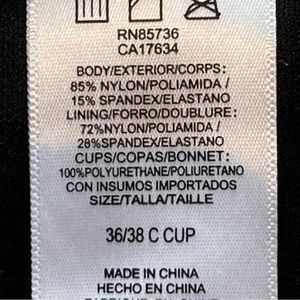 RN85736
CA17634
BODY/EXTERIOR/CORPS:
85% NYLON/POLIAMIDA /
15% SPANDEX/ELASTANO
LINING/FORRO/DOUBLURE:
72%NYLON/POLIAMIDA /
28%SPANDEX/ELASTANO
CUPS/COPAS/BONNET:
100%POLYURETHANE/POLIURETANO
CON INSUMOS IMPORTADOS
SIZE/TALLA/TAILLE
36/38 C CUP
MADE IN CHINA
HECHO EN CHINA